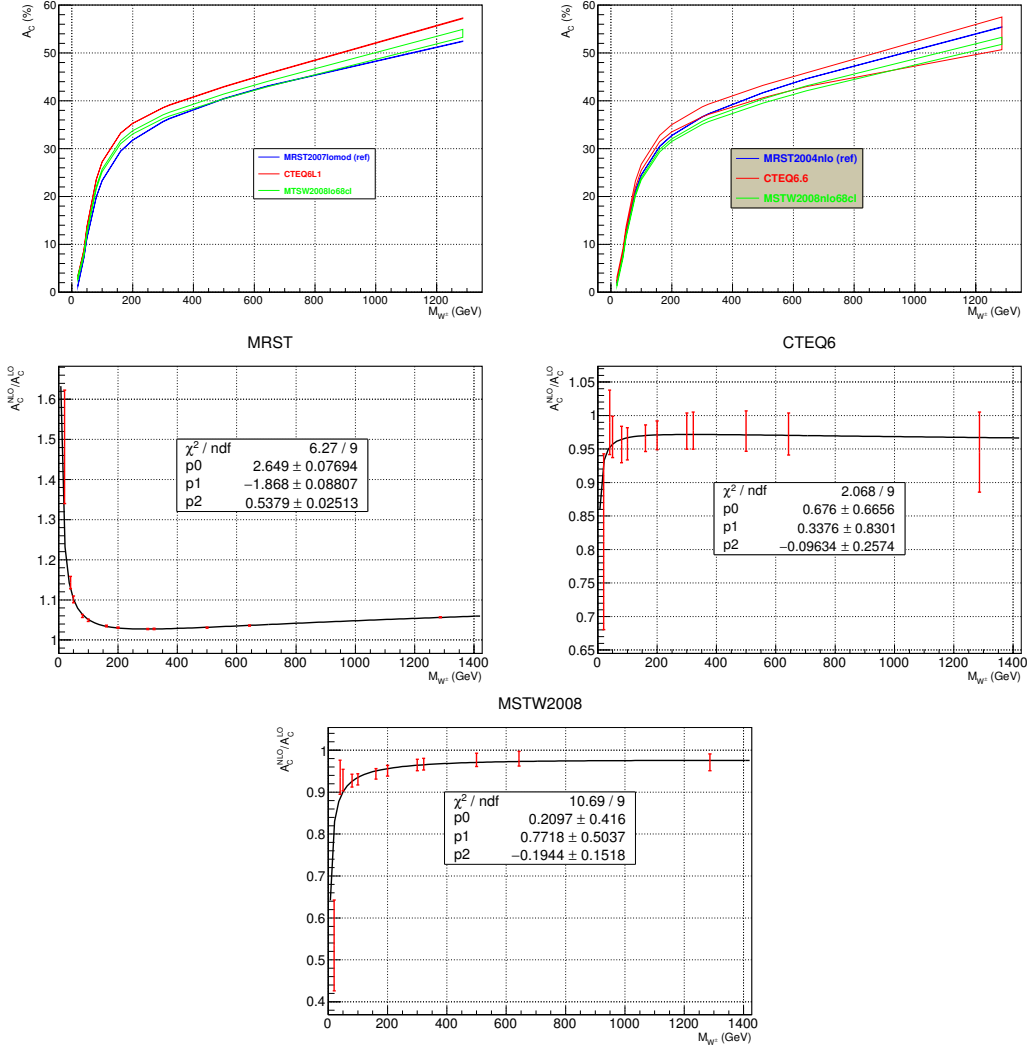 A_C (%)
60
50
40
30
20
10
0
MRST2007lomod (ref)
CTEQ6L1
MTSW2008lo68cl
0 200 400 600 800 1000 1200
M_W± (GeV)
A_C (%)
60
50
40
30
20
10
0
MRST2004nlo (ref)
CTEQ6.6
MSTW2008nlo68cl
0 200 400 600 800 1000 1200
M_W± (GeV)
MRST
A_C^NLO/A_C^LO
1.6
1.5
1.4
1.3
1.2
1.1
1
χ² / ndf 6.27 / 9
p0 2.649 ± 0.07694
p1 −1.868 ± 0.08807
p2 0.5379 ± 0.02513
0 200 400 600 800 1000 1200 1400
M_W± (GeV)
CTEQ6
A_C^NLO/A_C^LO
1.05
1
0.95
0.9
0.85
0.8
0.75
0.7
0.65
χ² / ndf 2.068 / 9
p0 0.676 ± 0.6656
p1 0.3376 ± 0.8301
p2 −0.09634 ± 0.2574
0 200 400 600 800 1000 1200 1400
M_W± (GeV)
MSTW2008
A_C^NLO/A_C^LO
1
0.9
0.8
0.7
0.6
0.5
0.4
χ² / ndf 10.69 / 9
p0 0.2097 ± 0.416
p1 0.7718 ± 0.5037
p2 −0.1944 ± 0.1518
0 200 400 600 800 1000 1200 1400
M_W± (GeV)